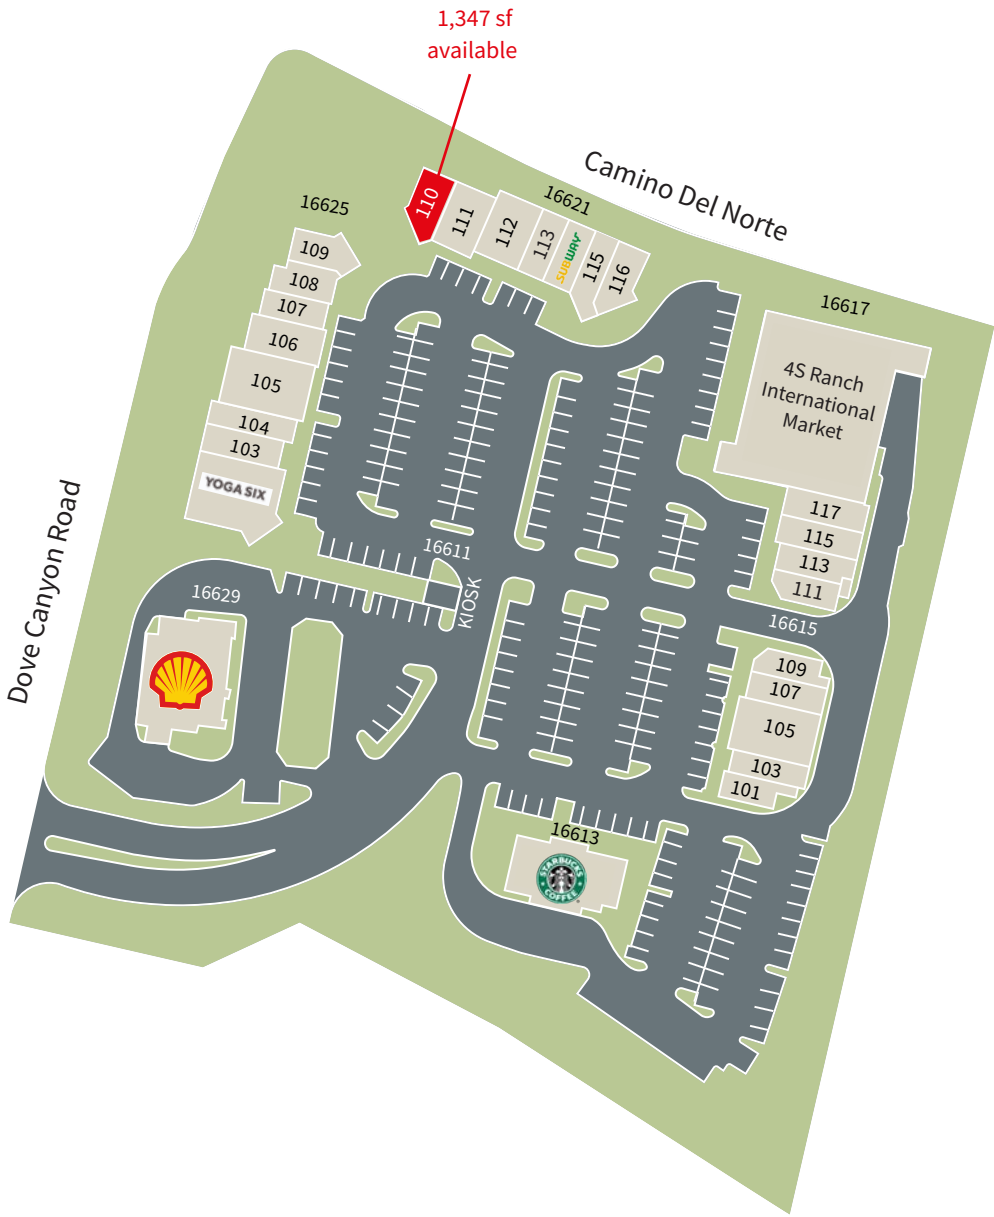 1,347 sf
available
Camino Del Norte
16621
110
111
112
113
SUBWAY
115
116
16625
109
108
107
106
105
104
103
YOGA SIX
16617
4S Ranch
International
Market
117
115
113
111
16615
109
107
105
103
101
16611
KIOSK
16629
Dove Canyon Road
16613
STARBUCKS
COFFEE